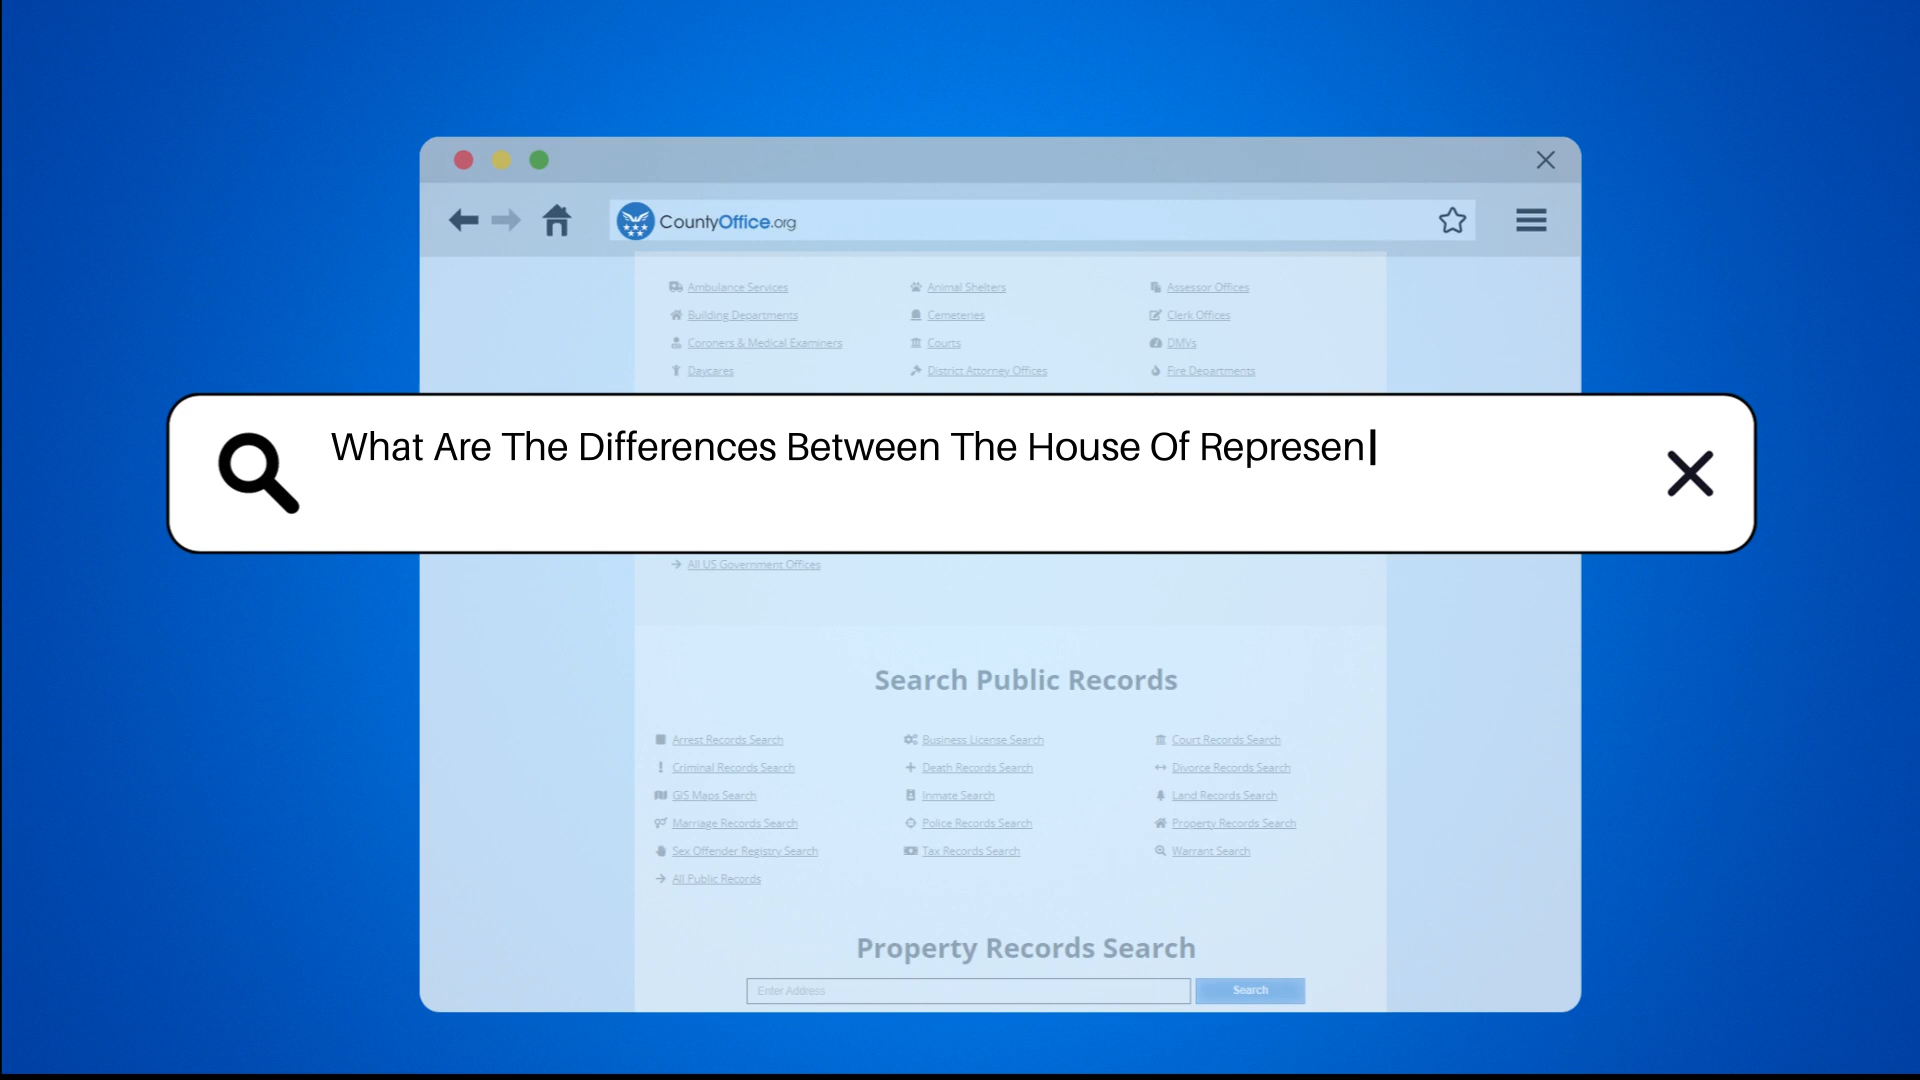 CountyOffice.org
Ambulance Services Animal Shelters Assessor Offices
Building Departments Cemeteries Clerk Offices
Coroners & Medical Examiners Courts DMVs
Daycares District Attorney Offices Fire Departments
What Are The Differences Between The House Of Represen
All US Government Offices
Search Public Records
Arrest Records Search Business License Search Court Records Search
Criminal Records Search Death Records Search Divorce Records Search
GIS Maps Search Inmate Search Land Records Search
Marriage Records Search Police Records Search Property Records Search
Sex Offender Registry Search Tax Records Search Warrant Search
All Public Records
Property Records Search
Enter Address Search